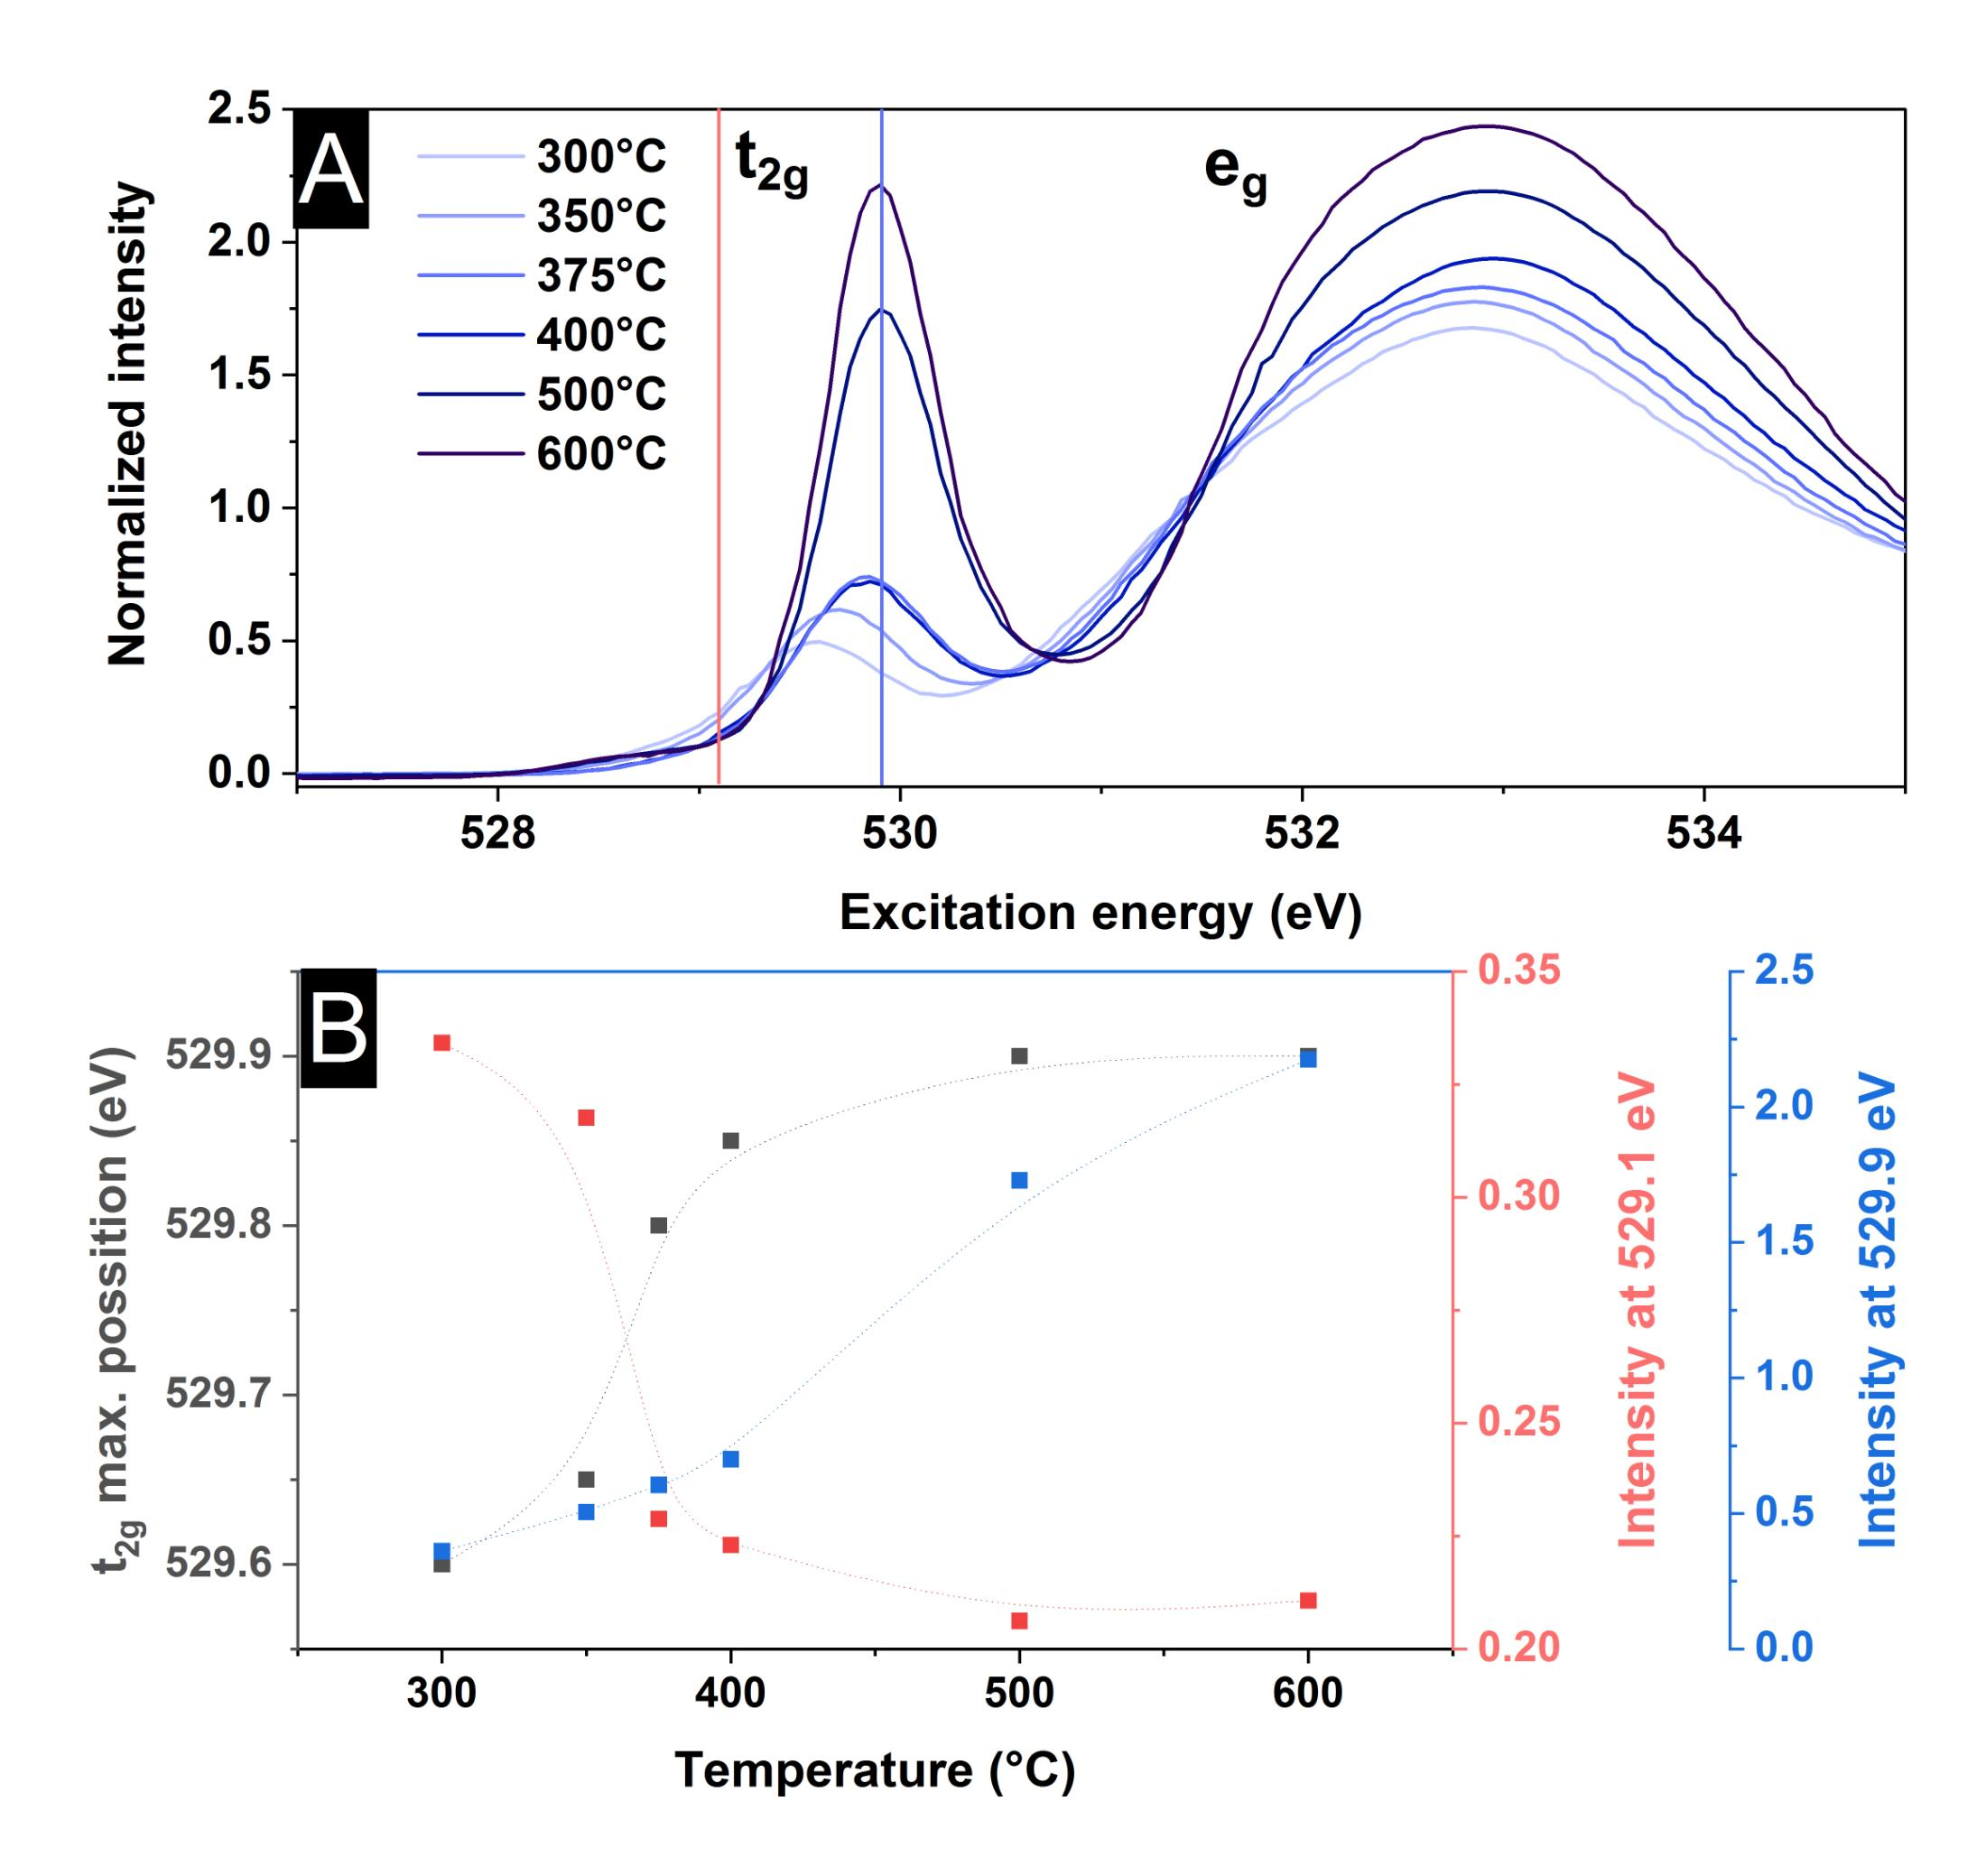 A
2.5
2.0
1.5
1.0
0.5
0.0
Normalized intensity
300°C
350°C
375°C
400°C
500°C
600°C
t2g
eg
528 530 532 534
Excitation energy (eV)
B
529.9
529.8
529.7
529.6
t2g max. possition (eV)
0.35
0.30
0.25
0.20
Intensity at 529.1 eV
2.5
2.0
1.5
1.0
0.5
0.0
Intensity at 529.9 eV
300 400 500 600
Temperature (°C)